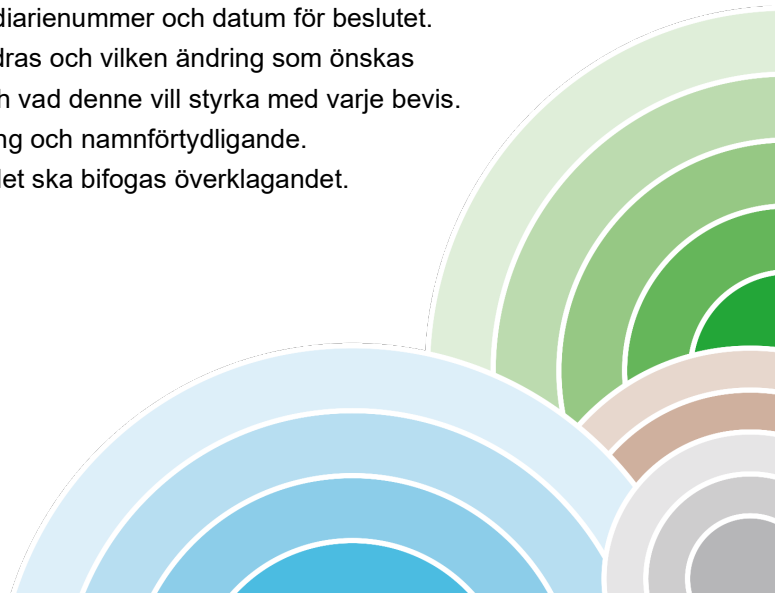 diarienummer och datum för beslutet.
dras och vilken ändring som önskas
h vad denne vill styrka med varje bevis.
ng och namnförtydligande.
et ska bifogas överklagandet.